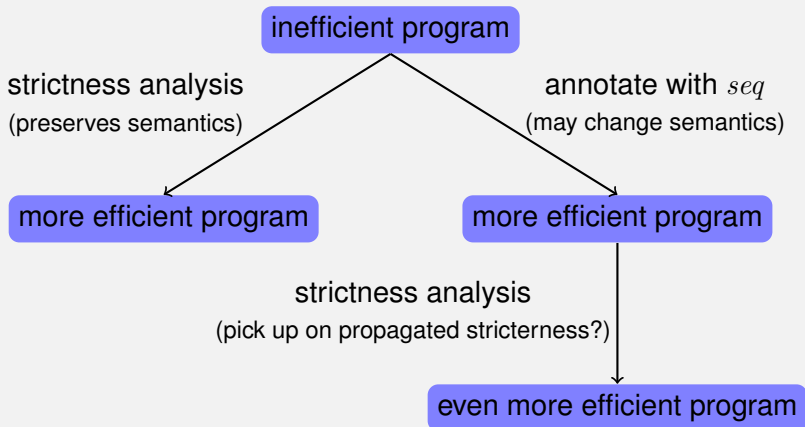 inefficient program
strictness analysis
(preserves semantics)
annotate with seq
(may change semantics)
more efficient program
more efficient program
strictness analysis
(pick up on propagated stricterness?)
even more efficient program